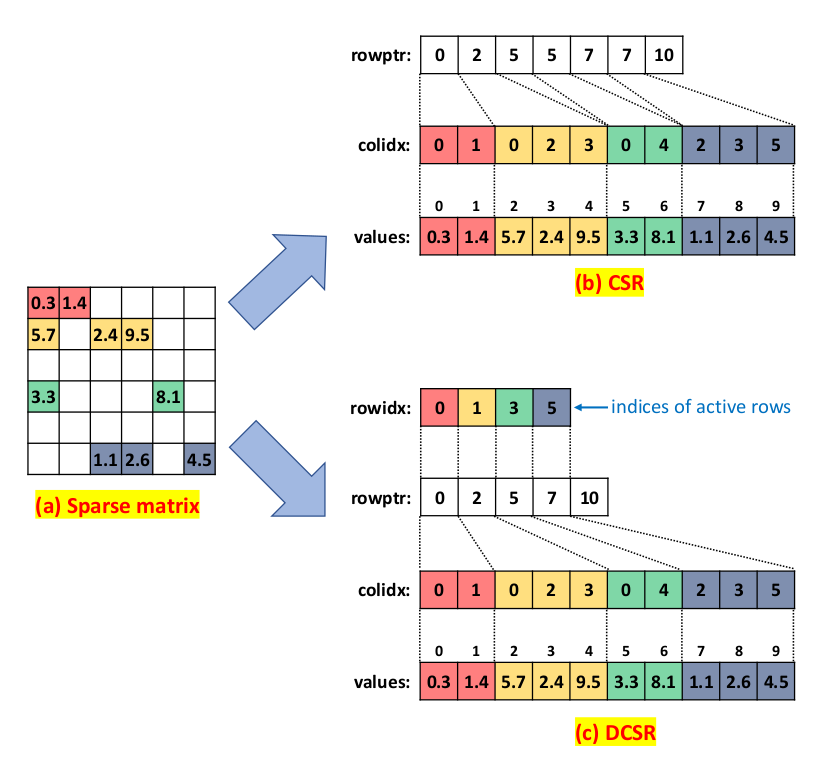 rowptr: 0 2 5 5 7 7 10
colidx: 0 1 0 2 3 0 4 2 3 5
0 1 2 3 4 5 6 7 8 9
values: 0.3 1.4 5.7 2.4 9.5 3.3 8.1 1.1 2.6 4.5
(b) CSR
0.3 1.4
5.7 2.4 9.5
3.3 8.1
1.1 2.6 4.5
(a) Sparse matrix
rowidx: 0 1 3 5 indices of active rows
rowptr: 0 2 5 7 10
colidx: 0 1 0 2 3 0 4 2 3 5
0 1 2 3 4 5 6 7 8 9
values: 0.3 1.4 5.7 2.4 9.5 3.3 8.1 1.1 2.6 4.5
(c) DCSR